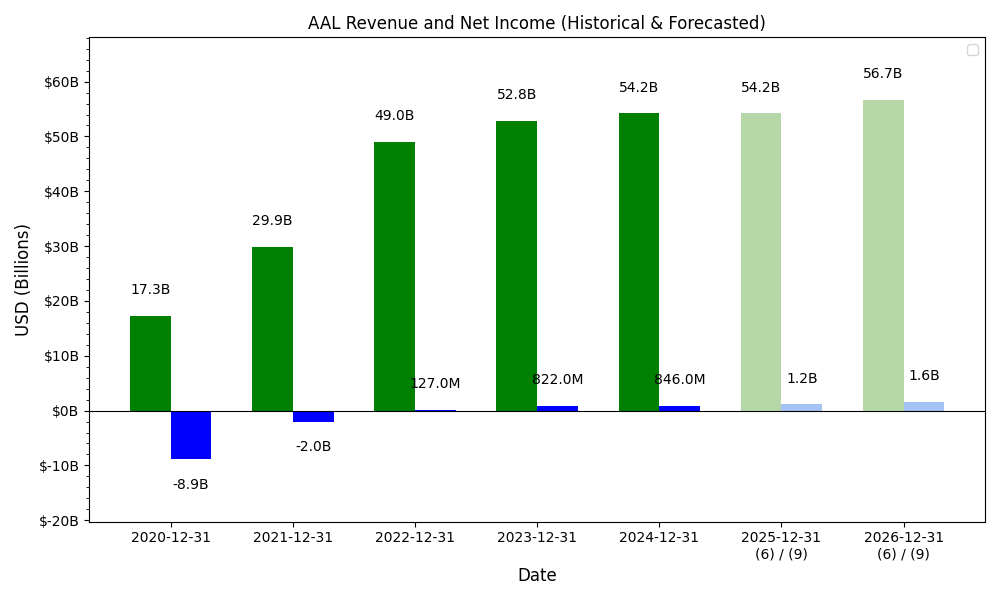 AAL Revenue and Net Income (Historical & Forecasted)
USD (Billions)
$60B
$50B
$40B
$30B
$20B
$10B
$0B
$-10B
$-20B
17.3B
29.9B
49.0B
52.8B
54.2B
54.2B
56.7B
-8.9B
-2.0B
127.0M
822.0M
846.0M
1.2B
1.6B
2020-12-31
2021-12-31
2022-12-31
2023-12-31
2024-12-31
2025-12-31
(6) / (9)
2026-12-31
(6) / (9)
Date